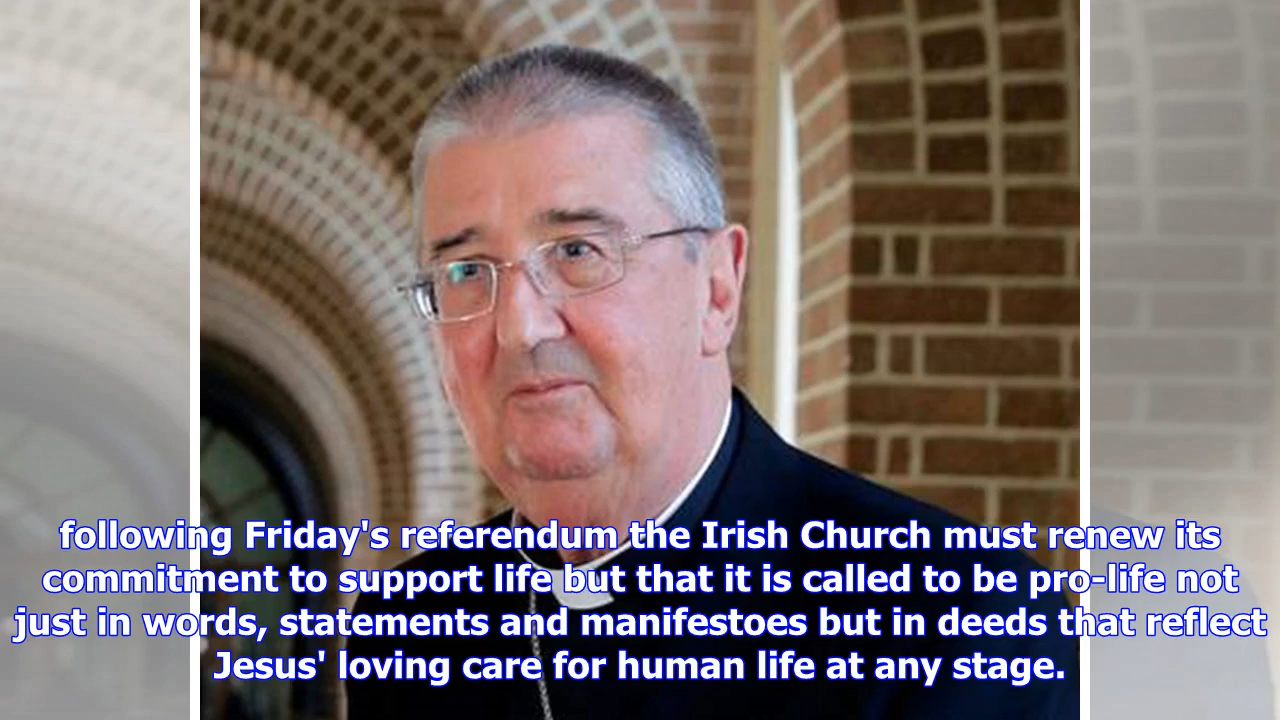 following Friday's referendum the Irish Church must renew its
commitment to support life but that it is called to be pro-life not
just in words, statements and manifestoes but in deeds that reflect
Jesus' loving care for human life at any stage.